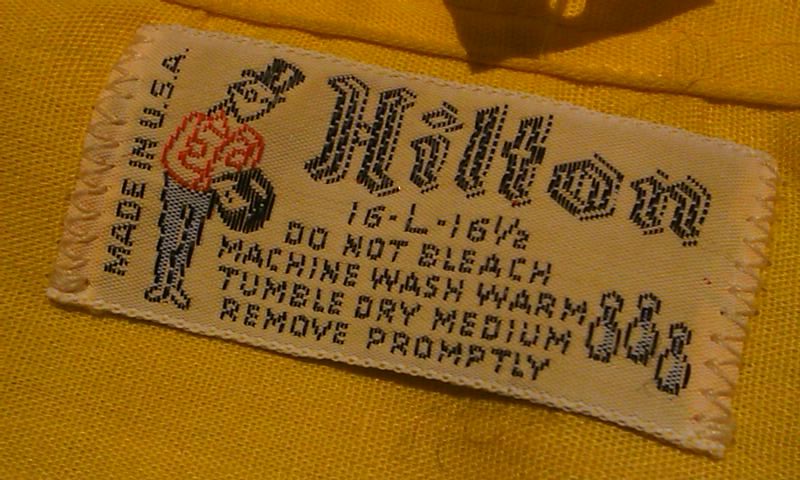 MADE IN U.S.A.
Hilton
16-L-16½
DO NOT BLEACH
MACHINE WASH WARM
TUMBLE DRY MEDIUM
REMOVE PROMPTLY